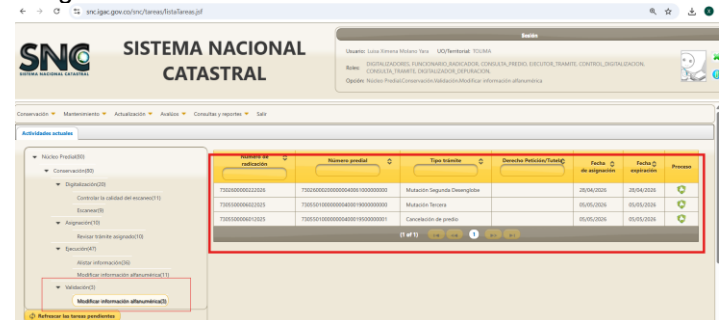 snc.igac.gov.co/snc/tareas/listaTareas.jsf
SNC
SISTEMA NACIONAL CATASTRAL
SISTEMA NACIONAL
CATASTRAL
Sesión
Usuario: Luisa Ximena Molano Yara UO/Territorial: TOLIMA
Roles: DIGITALIZADORES, FUNCIONARIO_RADICADOR, CONSULTA_PREDIO, EJECUTOR_TRAMITE, CONTROL_DIGITALIZACION,
CONSULTA_TRAMITE, DIGITALIZADOR_DEPURACION,
Opción: Núcleo Predial\Conservación\Validación\Modificar información alfanumérica
Conservación Mantenimiento Actualización Avalúos Consultas y reportes Salir
Actividades actuales
Núcleo Predial(80)
Conservación(80)
Digitalización(20)
Controlar la calidad del escaneo(11)
Escanear(9)
Asignación(10)
Revisar trámite asignado(10)
Ejecución(47)
Alistar información(36)
Modificar información alfanumérica(11)
Validación(3)
Modificar información alfanumérica(3)
Refrescar las tareas pendientes
Número de radicación Número predial Tipo trámite Derecho Petición/Tutela Fecha de asignación Fecha expiración Proceso
Mutación Segunda Desenglobe 28/04/2026 28/04/2026
Mutación Tercera 05/05/2026 05/05/2026
Cancelación de predio 05/05/2026 05/05/2026
(1 of 1) 1